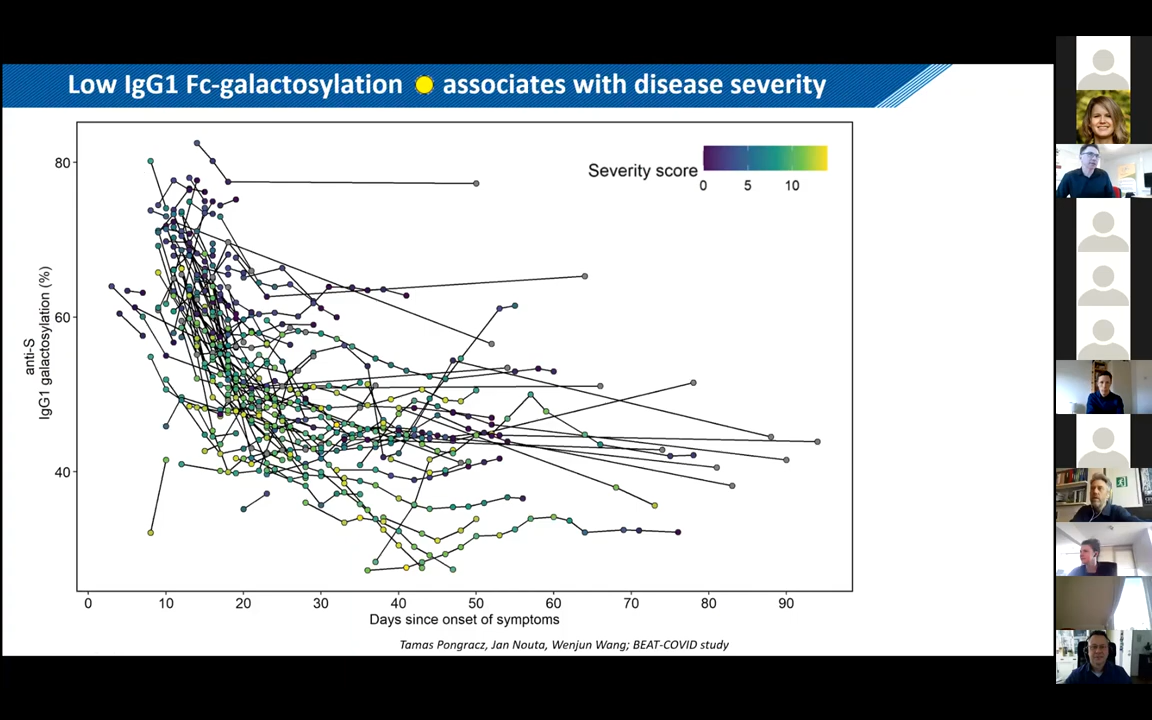 Low IgG1 Fc-galactosylation associates with disease severity
Severity score
0 5 10
80
60
40
anti-S
IgG1 galactosylation (%)
0 10 20 30 40 50 60 70 80 90
Days since onset of symptoms
Tamas Pongracz, Jan Nouta, Wenjun Wang; BEAT-COVID study